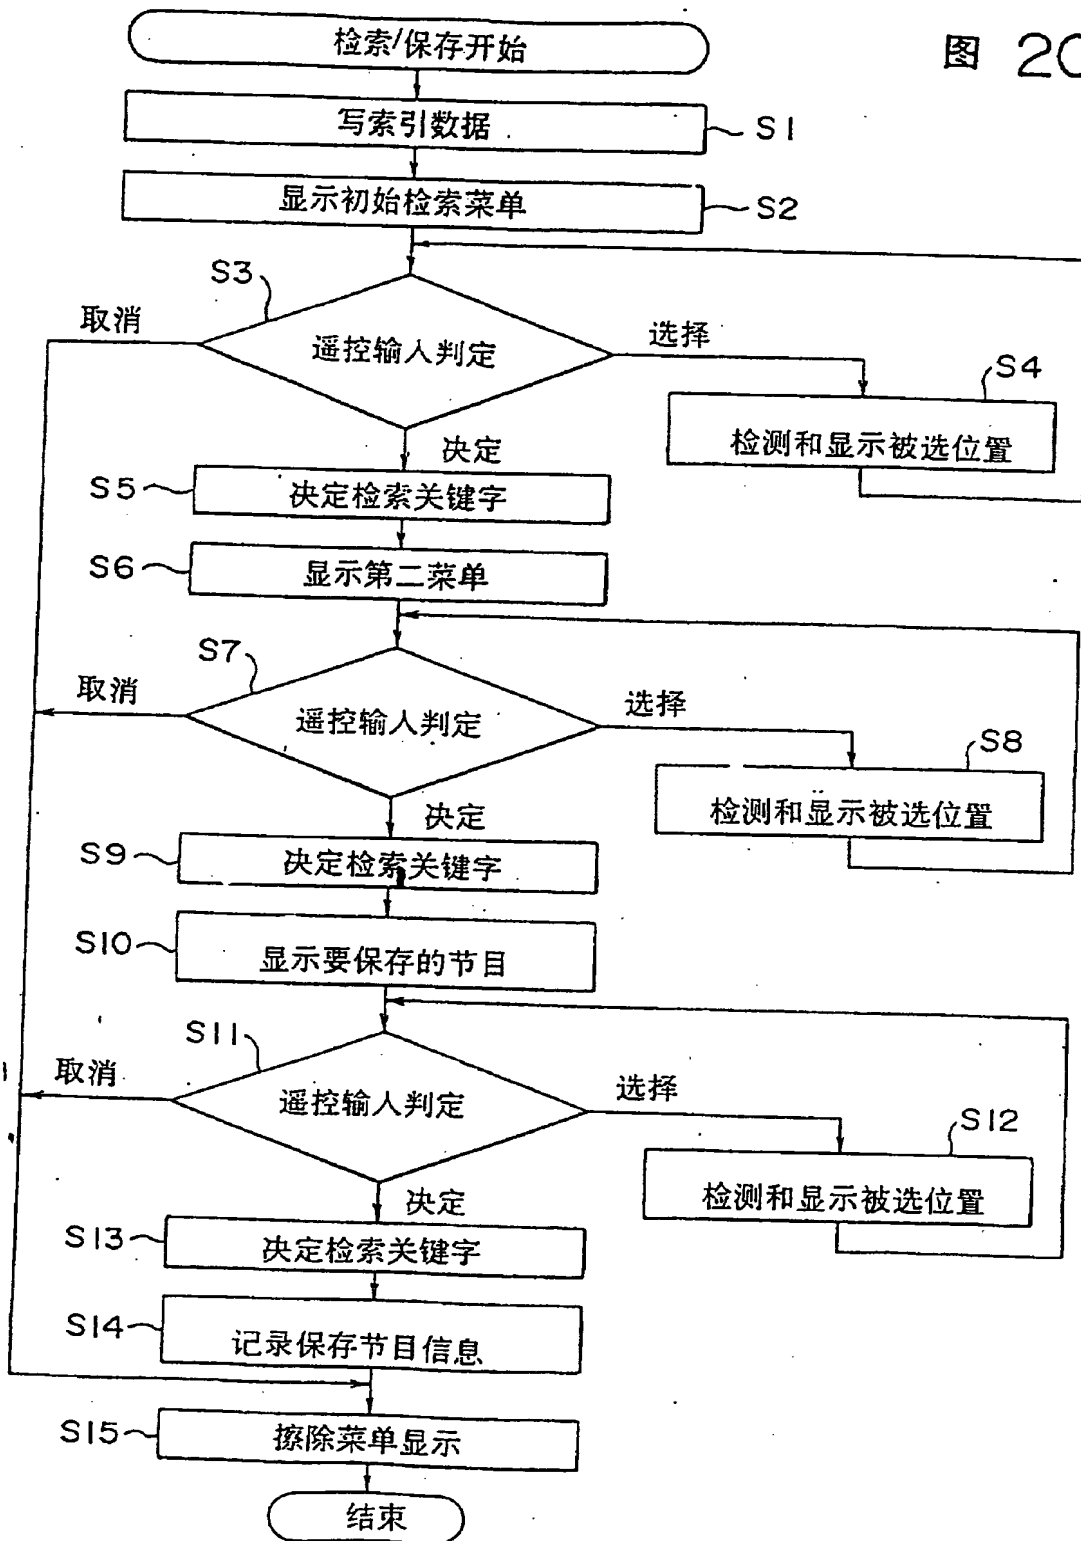 图 20
检索/保存开始
写索引数据
S1
显示初始检索菜单
S2
S3
取消
遥控输入判定
选择
S4
检测和显示被选位置
决定
S5
决定检索关键字
S6
显示第二菜单
S7
取消
遥控输入判定
选择
S8
检测和显示被选位置
决定
S9
决定检索关键字
S10
显示要保存的节目
S11
取消
遥控输入判定
选择
S12
检测和显示被选位置
决定
S13
决定检索关键字
S14
记录保存节目信息
S15
擦除菜单显示
结束